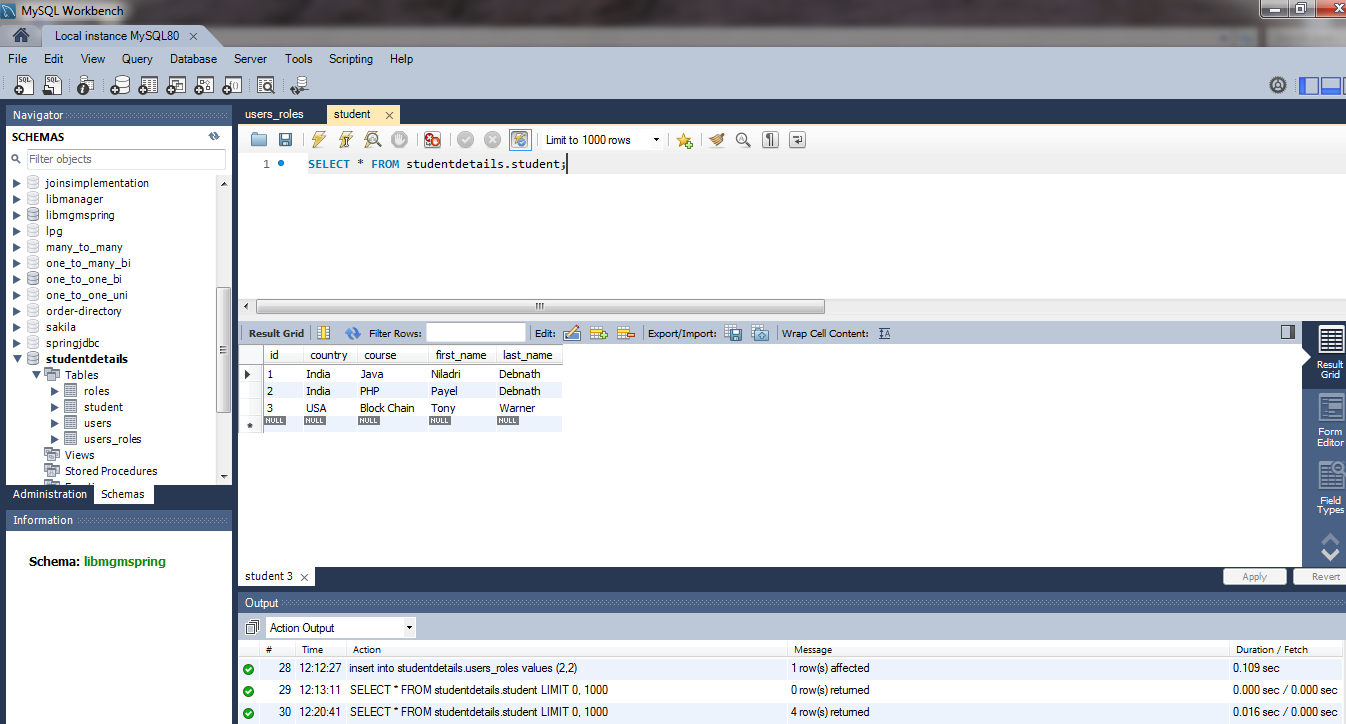 MySQL Workbench
Local instance MySQL80
File Edit View Query Database Server Tools Scripting Help
Navigator
SCHEMAS
Filter objects
joinsimplementation
libmanager
libmgmspring
lpg
many_to_many
one_to_many_bi
one_to_one_bi
one_to_one_uni
order-directory
sakila
springjdbc
studentdetails
Tables
roles
student
users
users_roles
Views
Stored Procedures
Administration Schemas
Information
Schema: libmgmspring
users_roles student
Limit to 1000 rows
1 SELECT * FROM studentdetails.student;
Result Grid Filter Rows: Edit: Export/Import: Wrap Cell Content:
id country course first_name last_name
1 India Java Niladri Debnath
2 India PHP Payel Debnath
3 USA Block Chain Tony Warner
NULL NULL NULL NULL NULL
Result
Grid
Form
Editor
Field
Types
student 3
Apply Revert
Output
Action Output
# Time Action Message Duration / Fetch
28 12:12:27 insert into studentdetails.users_roles values (2,2) 1 row(s) affected 0.109 sec
29 12:13:11 SELECT * FROM studentdetails.student LIMIT 0, 1000 0 row(s) returned 0.000 sec / 0.000 sec
30 12:20:41 SELECT * FROM studentdetails.student LIMIT 0, 1000 4 row(s) returned 0.016 sec / 0.000 sec